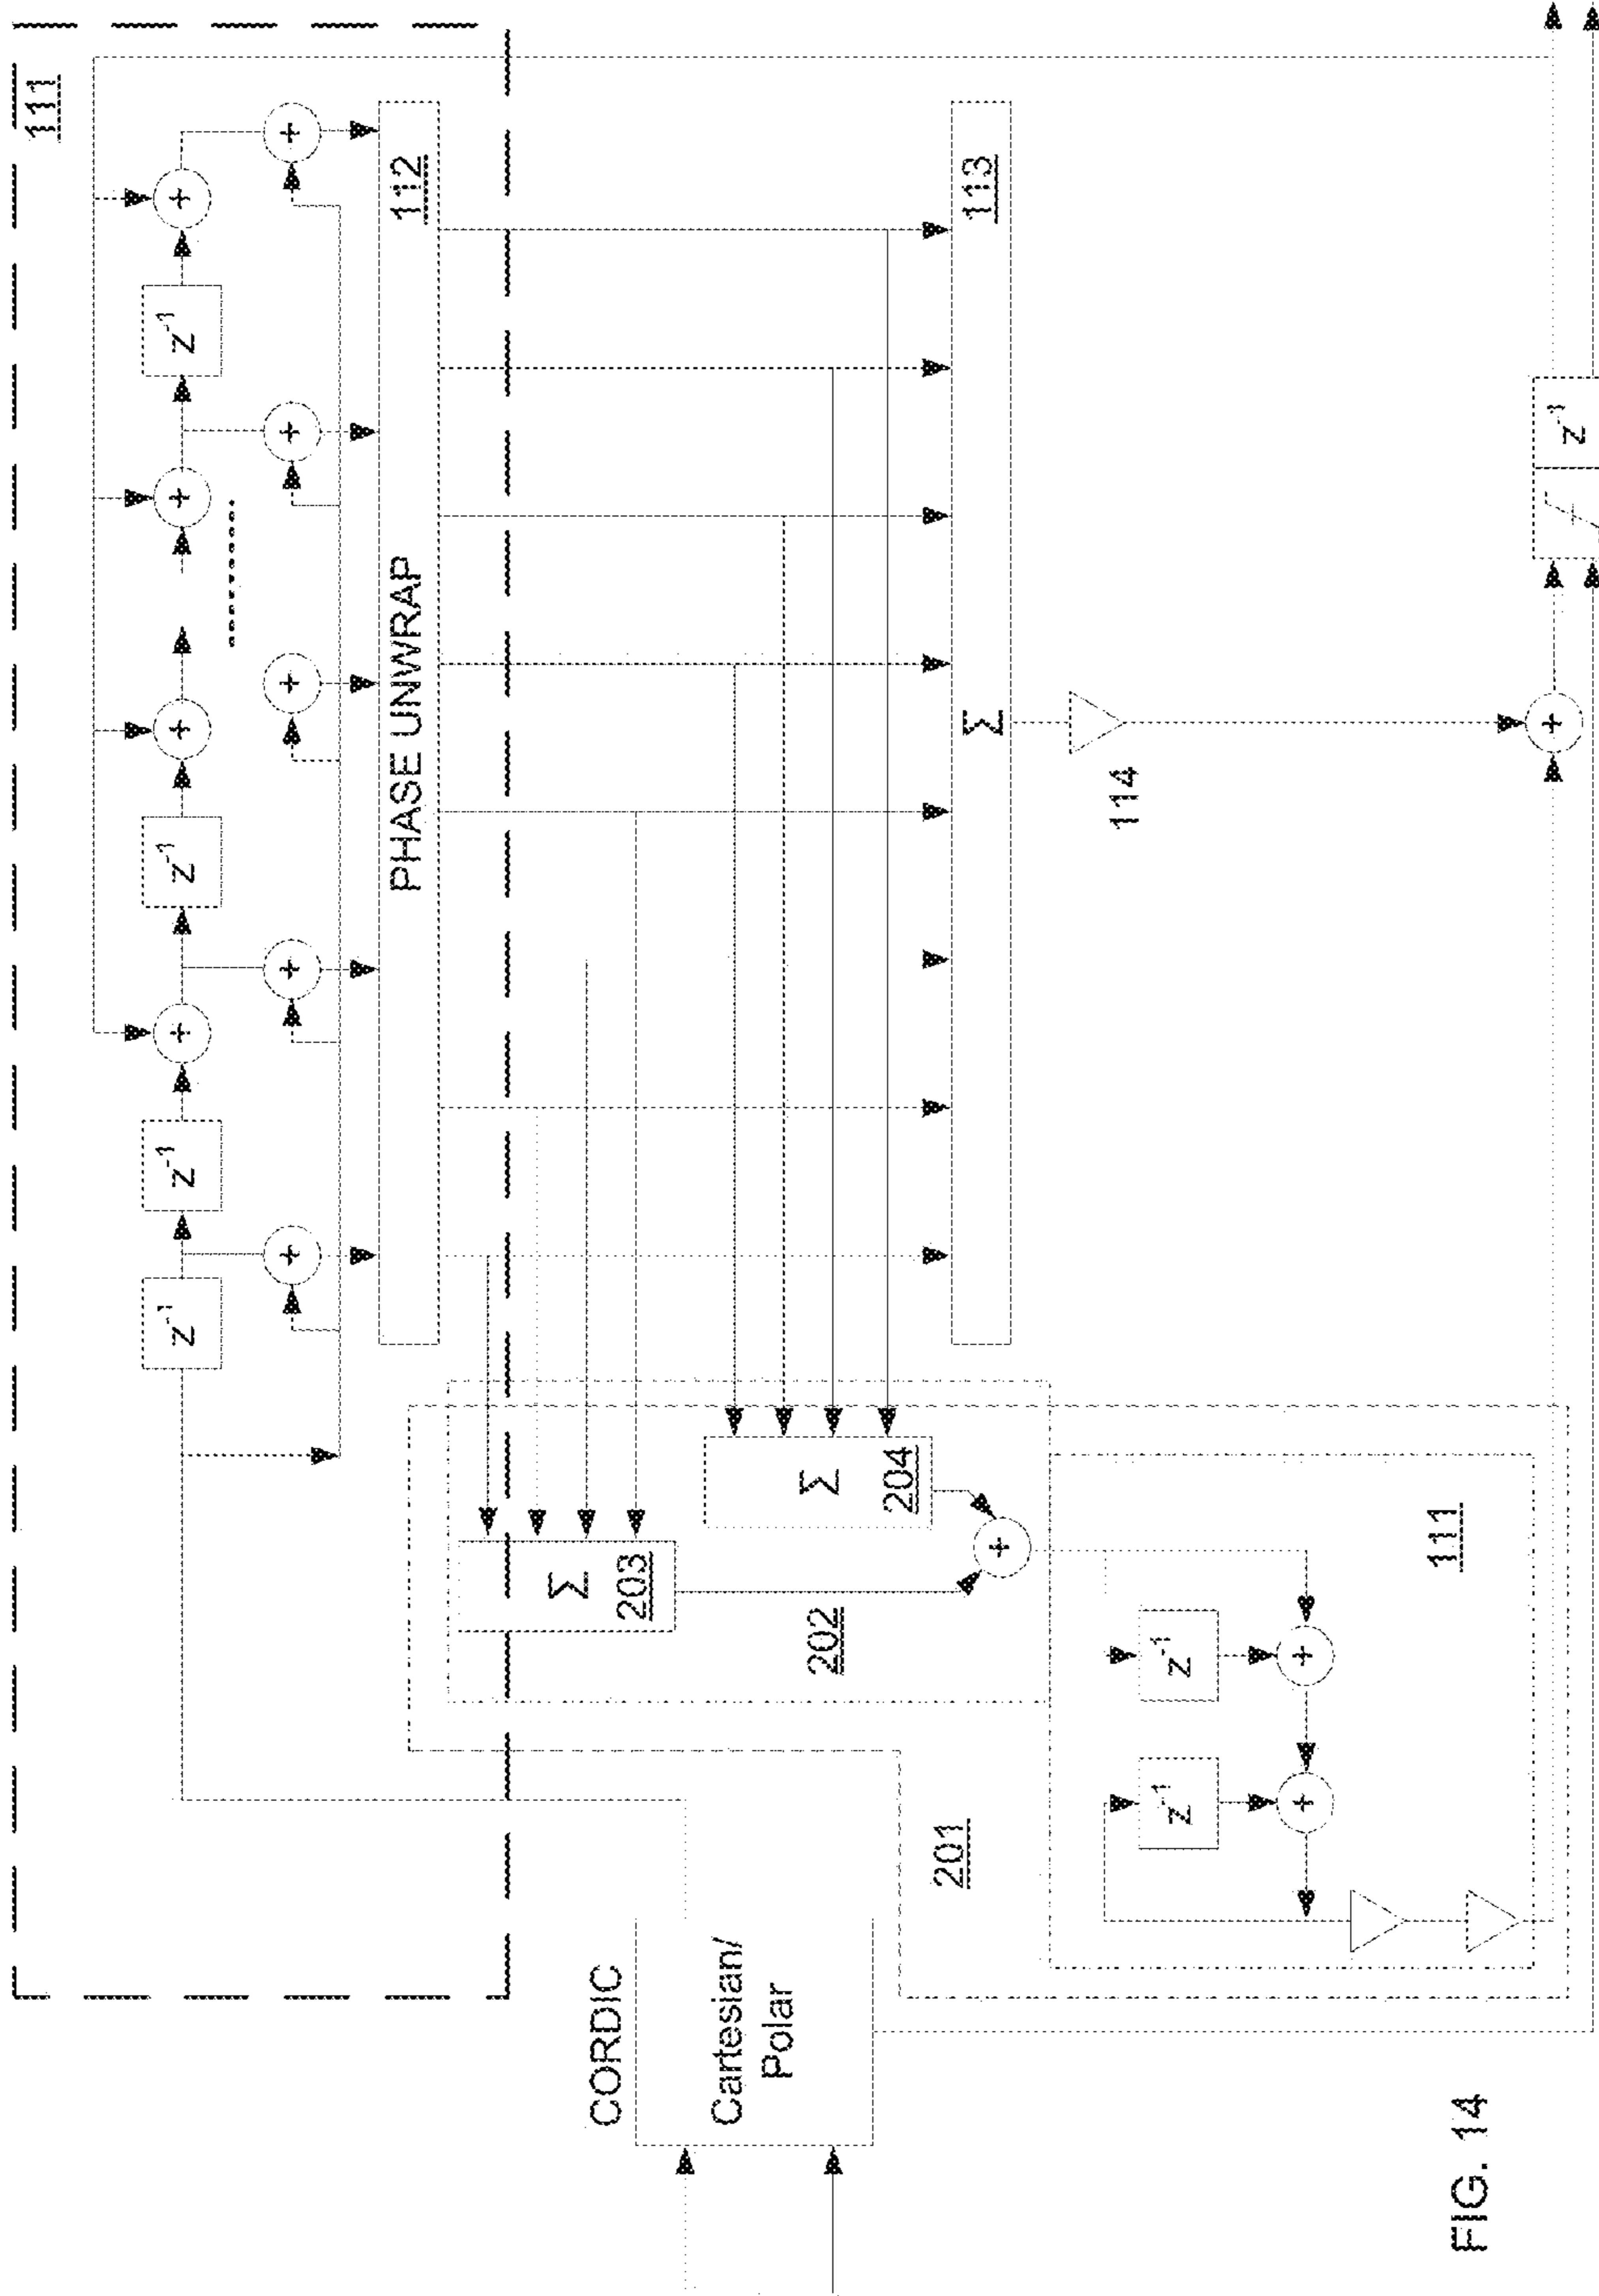 111
z⁻¹
z⁻¹
z⁻¹
z⁻¹
+
+
+
+
+
+
+
+
+
PHASE UNWRAP
112
Σ
203
Σ
204
202
+
Σ
113
114
CORDIC
Cartesian/
Polar
201
z⁻¹
z⁻¹
+
+
111
+
z⁻¹
FIG. 14